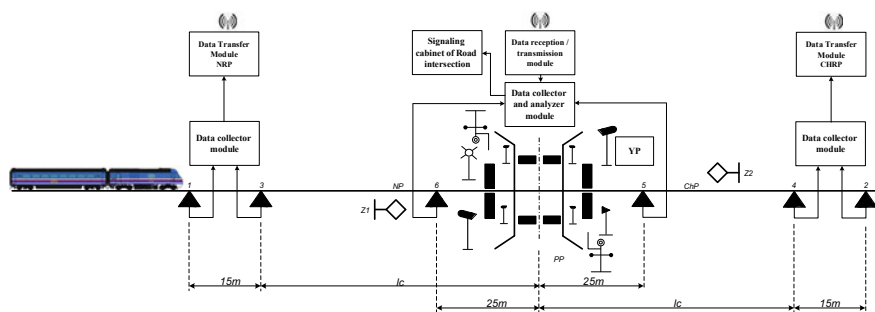 Data Transfer
Module
NRP
Signaling
cabinet of Road
intersection
Data reception /
transmission
module
Data Transfer
Module
CHRP
Data collector
module
Data collector
and analyzer
module
Data collector
module
YP
1
3
NP
6
5
ChP
Z2
4
2
Z1
PP
15m
lc
25m
25m
lc
15m